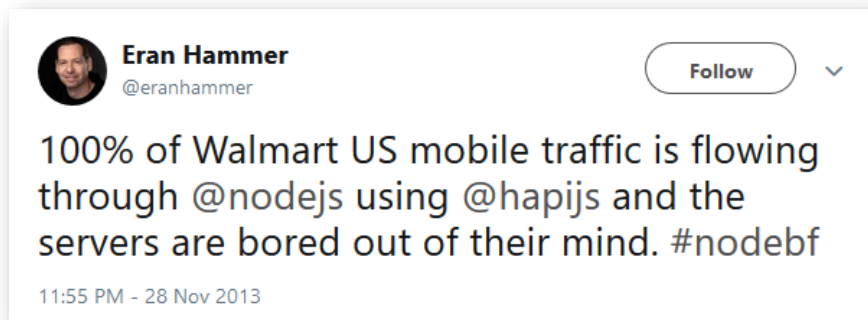 Eran Hammer
@eranhammer
Follow
100% of Walmart US mobile traffic is flowing
through @nodejs using @hapijs and the
servers are bored out of their mind. #nodebf
11:55 PM - 28 Nov 2013